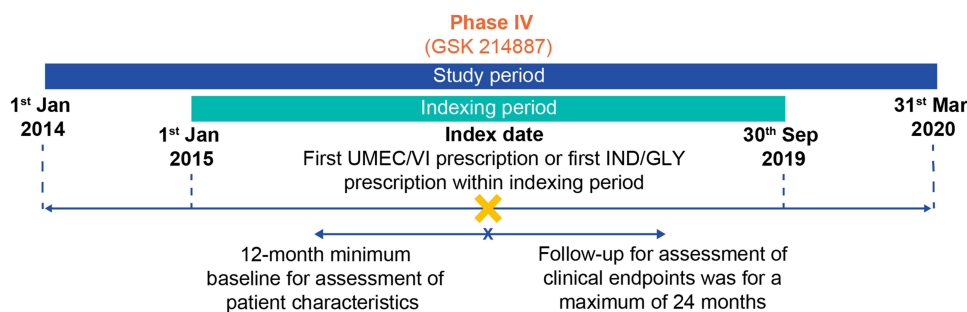 Phase IV
(GSK 214887)
Study period
Indexing period
1st Jan
2014
1st Jan
2015
Index date
First UMEC/VI prescription or first IND/GLY
prescription within indexing period
30th Sep
2019
31st Mar
2020
12-month minimum
baseline for assessment of
patient characteristics
Follow-up for assessment of
clinical endpoints was for a
maximum of 24 months